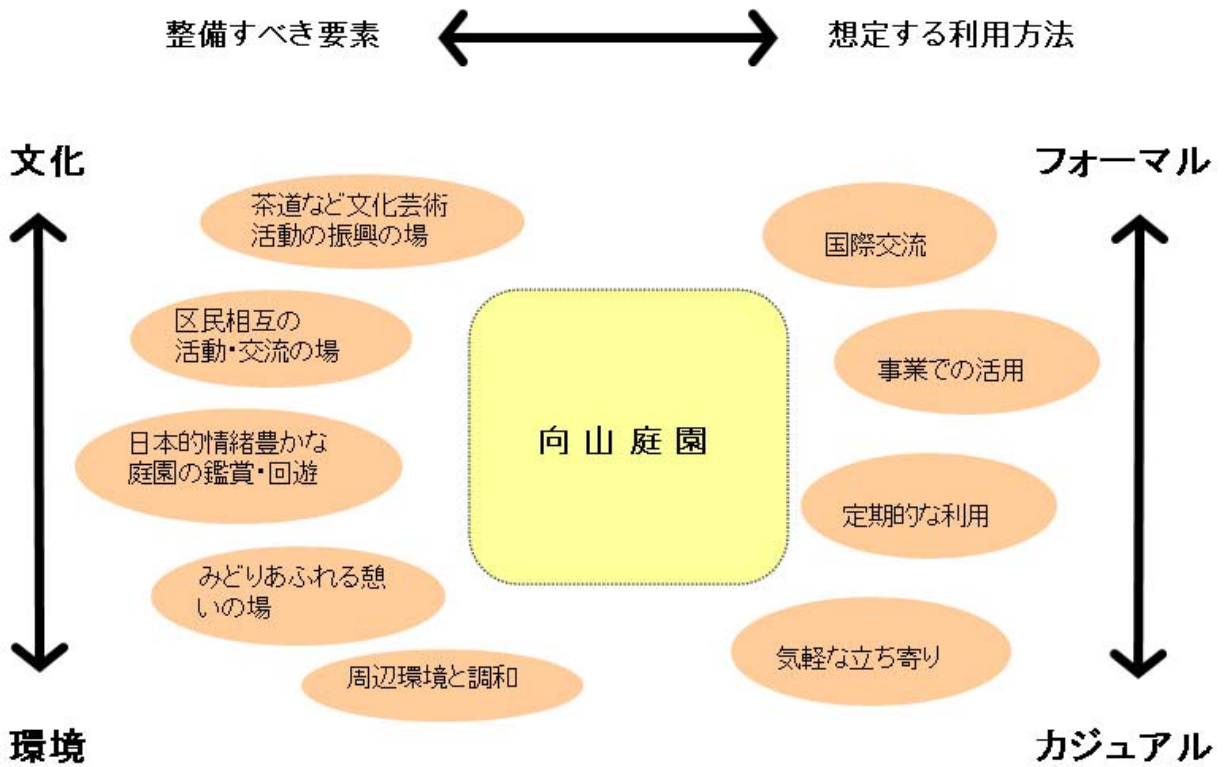 整備すべき要素
想定する利用方法
文化
フォーマル
茶道など文化芸術
活動の振興の場
国際交流
区民相互の
活動・交流の場
事業での活用
日本的情緒豊かな
庭園の鑑賞・回遊
向山庭園
定期的な利用
みどりあふれる憩
いの場
気軽な立ち寄り
周辺環境と調和
環境
カジュアル